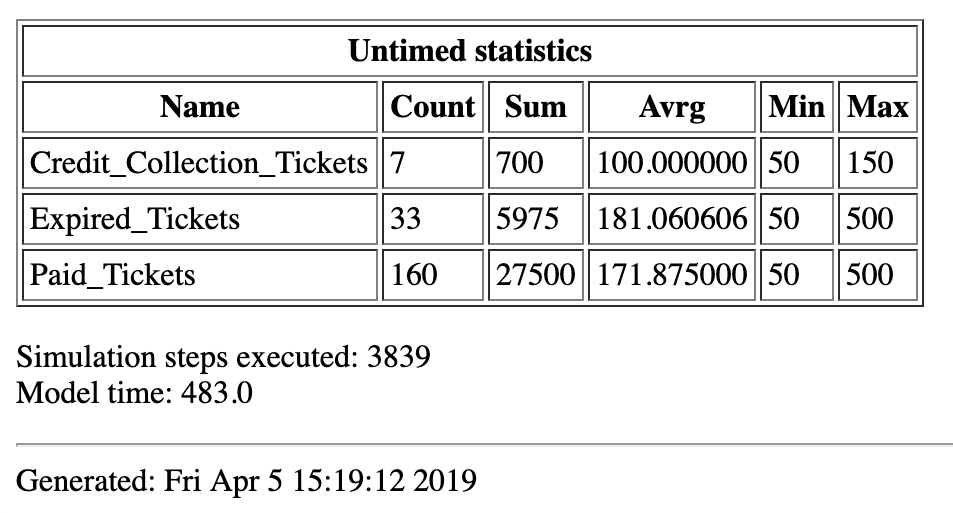 Untimed statistics
Name Count Sum Avrg Min Max
Credit_Collection_Tickets 7 700 100.000000 50 150
Expired_Tickets 33 5975 181.060606 50 500
Paid_Tickets 160 27500 171.875000 50 500
Simulation steps executed: 3839
Model time: 483.0
Generated: Fri Apr 5 15:19:12 2019